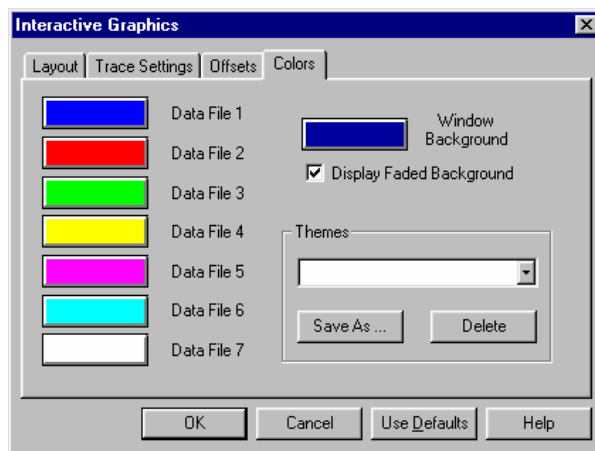 Interactive Graphics
Layout
Trace Settings
Offsets
Colors
Data File 1
Data File 2
Data File 3
Data File 4
Data File 5
Data File 6
Data File 7
Window
Background
Display Faded Background
Themes
Save As ...
Delete
OK
Cancel
Use Defaults
Help